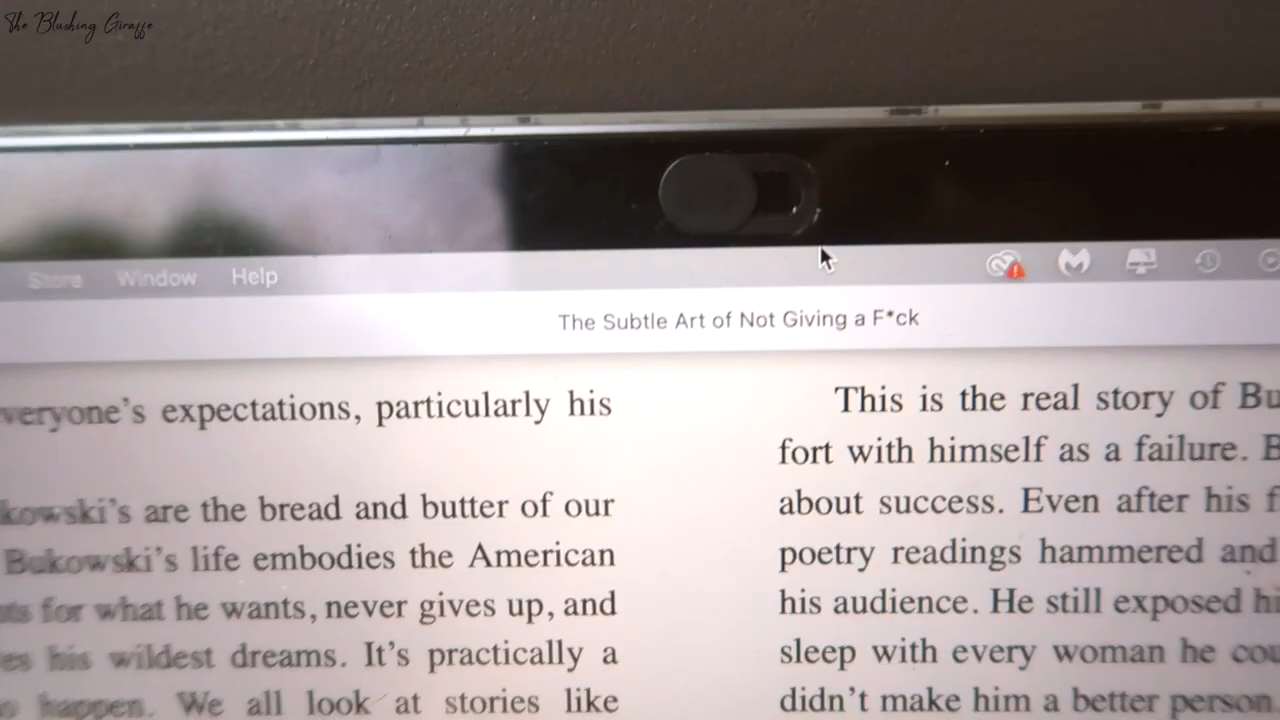 The Blushing Giraffe
Store Window Help
The Subtle Art of Not Giving a F*ck
everyone's expectations, particularly his
kowski's are the bread and butter of our
Bukowski's life embodies the American
for what he wants, never gives up, and
es his wildest dreams. It's practically a
happen. We all look at stories like
This is the real story of Bu
fort with himself as a failure. B
about success. Even after his f
poetry readings hammered and
his audience. He still exposed hi
sleep with every woman he cou
didn't make him a better person.